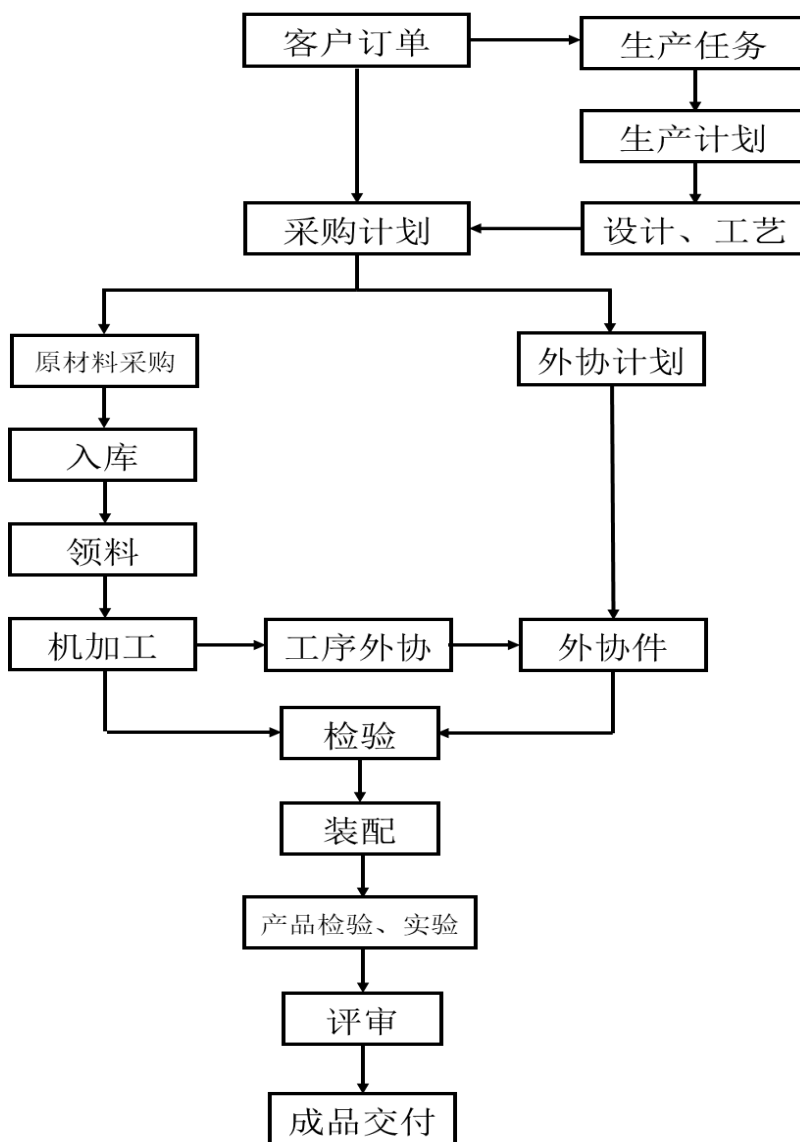 客户订单
生产任务
生产计划
采购计划
设计、工艺
原材料采购
外协计划
入库
领料
机加工
工序外协
外协件
检验
装配
产品检验、实验
评审
成品交付